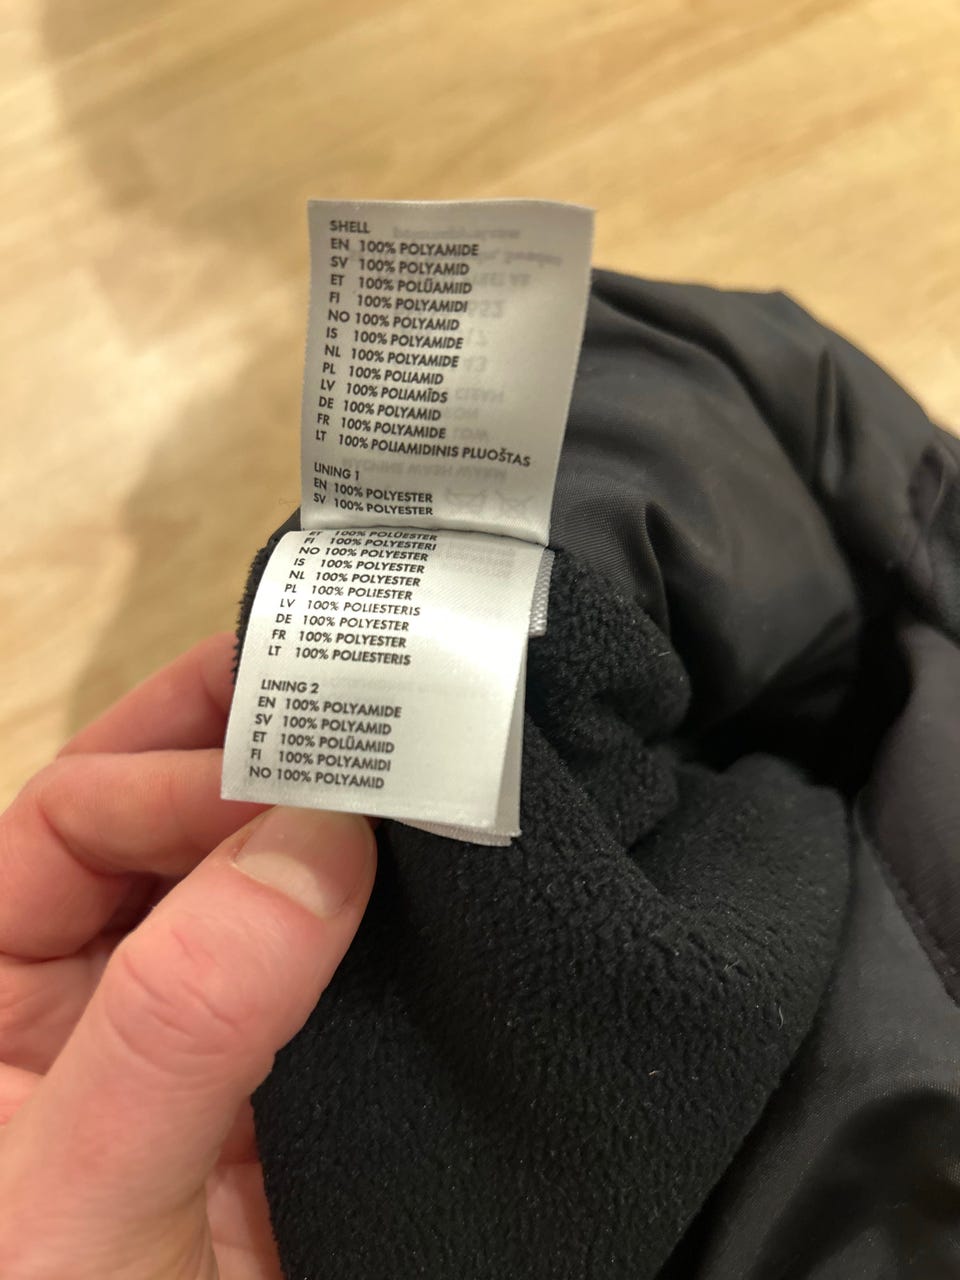 SHELL
EN 100% POLYAMIDE
SV 100% POLYAMID
ET 100% POLÜAMIID
FI 100% POLYAMIDI
NO 100% POLYAMID
IS 100% POLYAMIDE
NL 100% POLYAMIDE
PL 100% POLIAMID
LV 100% POLIAMĪDS
DE 100% POLYAMID
FR 100% POLYAMIDE
LT 100% POLIAMIDINIS PLUOŠTAS
LINING 1
EN 100% POLYESTER
SV 100% POLYESTER
ET 100% POLÜESTER
FI 100% POLYESTERI
NO 100% POLYESTER
IS 100% POLYESTER
NL 100% POLYESTER
PL 100% POLIESTER
LV 100% POLIESTERIS
DE 100% POLYESTER
FR 100% POLYESTER
LT 100% POLIESTERIS
LINING 2
EN 100% POLYAMIDE
SV 100% POLYAMID
ET 100% POLÜAMIID
FI 100% POLYAMIDI
NO 100% POLYAMID